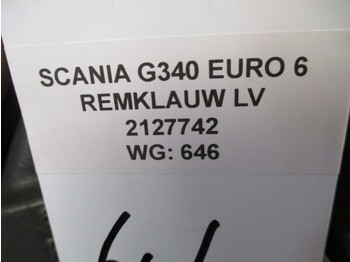 SCANIA G340 EURO 6
REMKLAUW LV
2127742
WG: 646